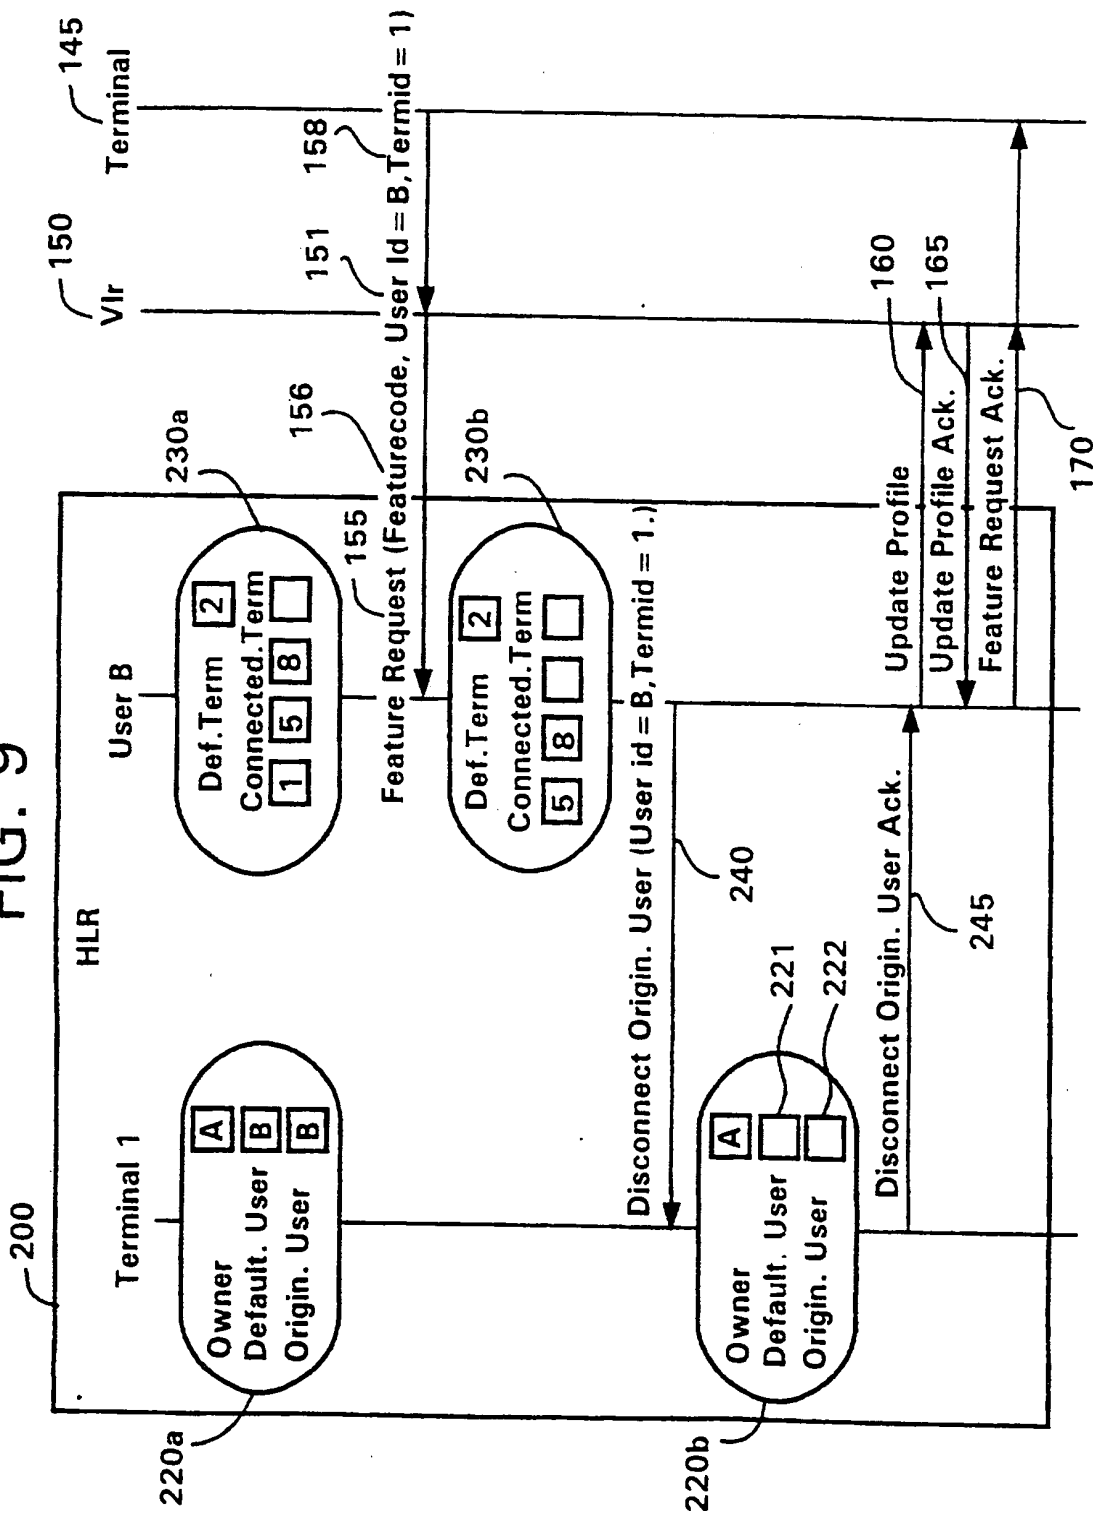 FIG. 9
200
HLR
Terminal 1
User B
150
Vlr
145
Terminal
220a
Owner A
Default. User B
Origin. User B
230a
Def.Term 2
Connected.Term
1 5 8
155
156
151
158
Feature Request (Featurecode, User Id = B,Termid = 1)
230b
Def.Term 2
Connected.Term
5 8
Disconnect Origin. User (User id = B,Termid = 1.)
240
220b
Owner A
Default. User
Origin. User
221
222
Disconnect Origin. User Ack.
245
Update Profile
160
Update Profile Ack.
165
Feature Request Ack.
170